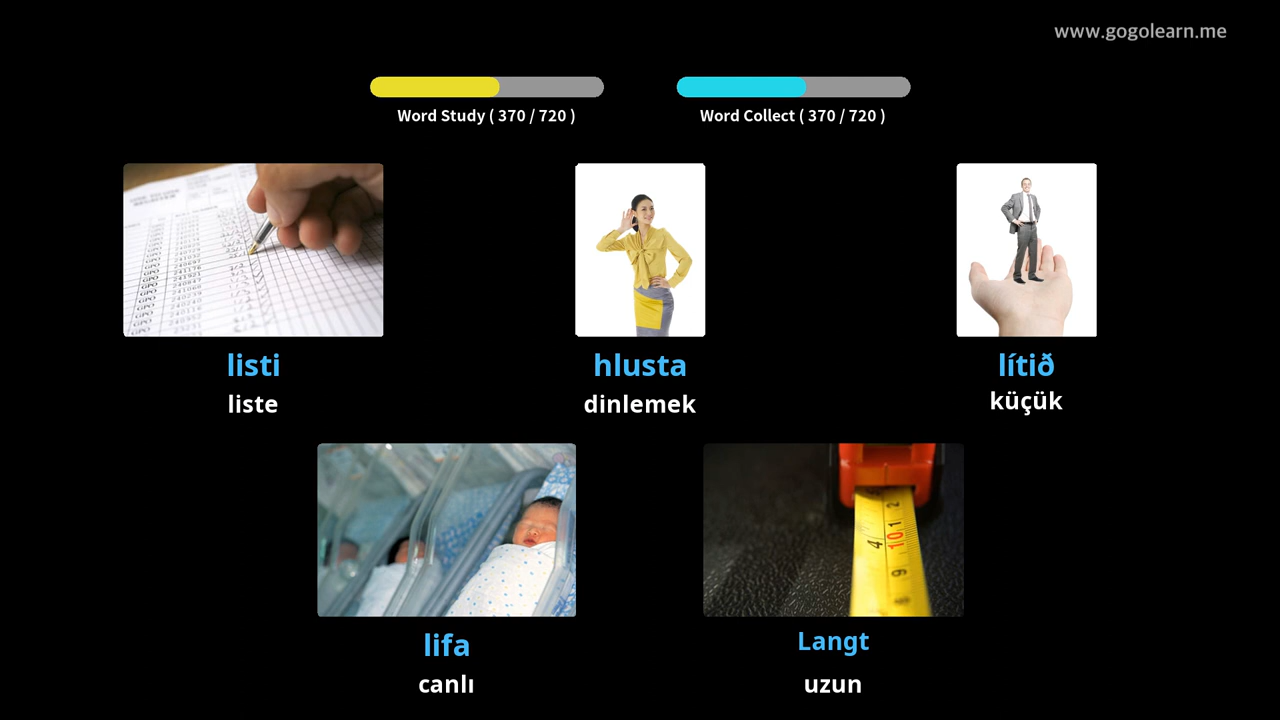 www.gogolearn.me
Word Study ( 370 / 720 )
Word Collect ( 370 / 720 )
listi
liste
hlusta
dinlemek
lítið
küçük
lifa
canlı
Langt
uzun